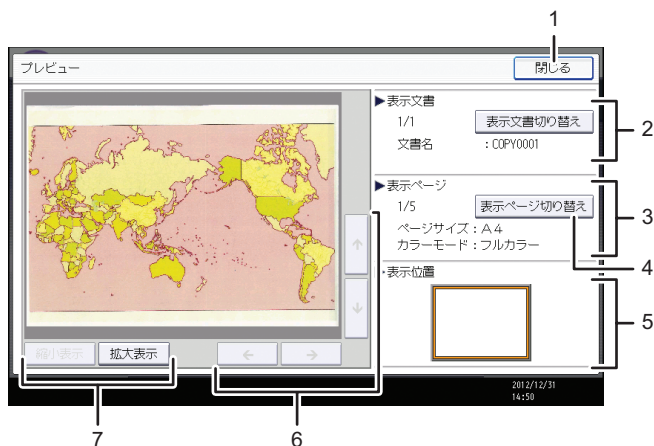 1
プレビュー
閉じる
▶表示文書
1/1
表示文書切り替え
文書名
:COPY0001
2
▶表示ページ
1/5
表示ページ切り替え
ページサイズ:A4
カラーモード:フルカラー
3
4
・表示位置
5
縮小表示
拡大表示
↑
↓
←
→
2012/12/31
14:50
7
6